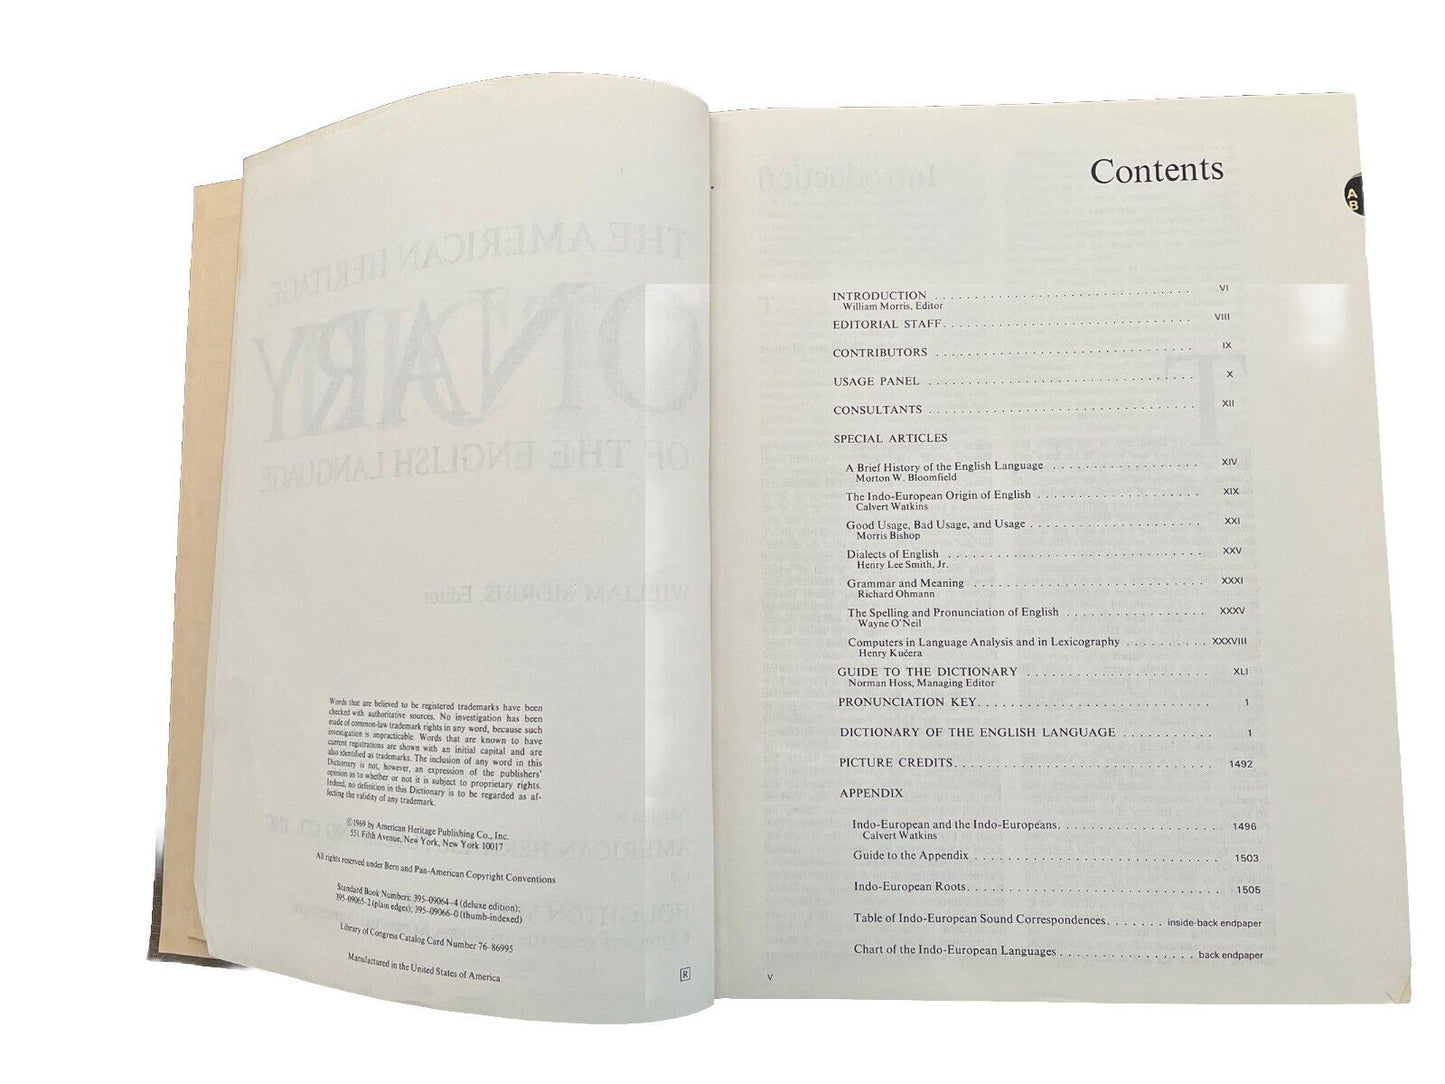 THE AMERICAN HERITAGE
ONARY
OF THE ENGLISH LANGUAGE
WILLIAM MORRIS, Editor
Words that are believed to be registered trademarks have been
checked with authoritative sources. No investigation has been
made of common-law trademark rights in any word, because such
investigation is impracticable. Words that are known to have
current registrations are shown with an initial capital and are
also identified as trademarks. The inclusion of any word in this
Dictionary is not, however, an expression of the publishers'
opinion as to whether or not it is subject to proprietary rights.
Indeed, no definition in this Dictionary is to be regarded as af-
fecting the validity of any trademark.
©1969 by American Heritage Publishing Co., Inc.
551 Fifth Avenue, New York, New York 10017
All rights reserved under Bern and Pan-American Copyright Conventions
Standard Book Numbers: 395-09064-4 (deluxe edition);
395-09065-2 (plain edges); 395-09066-0 (thumb-indexed)
Library of Congress Catalog Card Number 76-86995
Manufactured in the United States of America
R
Introduction
Contents
A
B
INTRODUCTION . . . . . . . . . . . . . . . . . . . . . . . . . . . . . . VI
William Morris, Editor
EDITORIAL STAFF. . . . . . . . . . . . . . . . . . . . . . . . . . . . . VIII
CONTRIBUTORS . . . . . . . . . . . . . . . . . . . . . . . . . . . . . . IX
USAGE PANEL . . . . . . . . . . . . . . . . . . . . . . . . . . . . . . . X
CONSULTANTS . . . . . . . . . . . . . . . . . . . . . . . . . . . . . . . XII
SPECIAL ARTICLES
A Brief History of the English Language . . . . . . . . . . . . . . . . . XIV
Morton W. Bloomfield
The Indo-European Origin of English . . . . . . . . . . . . . . . . . . . XIX
Calvert Watkins
Good Usage, Bad Usage, and Usage . . . . . . . . . . . . . . . . . . . . XXI
Morris Bishop
Dialects of English . . . . . . . . . . . . . . . . . . . . . . . . . . . . XXV
Henry Lee Smith, Jr.
Grammar and Meaning . . . . . . . . . . . . . . . . . . . . . . . . . XXXI
Richard Ohmann
The Spelling and Pronunciation of English . . . . . . . . . . . . . . . . XXXV
Wayne O'Neil
Computers in Language Analysis and in Lexicography . . . . . . . . . . XXXVIII
Henry Kučera
GUIDE TO THE DICTIONARY . . . . . . . . . . . . . . . . . . . . . . XLI
Norman Hoss, Managing Editor
PRONUNCIATION KEY. . . . . . . . . . . . . . . . . . . . . . . . . . . 1
DICTIONARY OF THE ENGLISH LANGUAGE . . . . . . . . . . . 1
PICTURE CREDITS. . . . . . . . . . . . . . . . . . . . . . . . . . . . 1492
APPENDIX
Indo-European and the Indo-Europeans. . . . . . . . . . . . . . . . . . . 1496
Calvert Watkins
Guide to the Appendix . . . . . . . . . . . . . . . . . . . . . . . . . . . . 1503
Indo-European Roots. . . . . . . . . . . . . . . . . . . . . . . . . . . . . . 1505
Table of Indo-European Sound Correspondences. . . . . . . inside-back endpaper
Chart of the Indo-European Languages . . . . . . . . . . . . . . . . . back endpaper
V